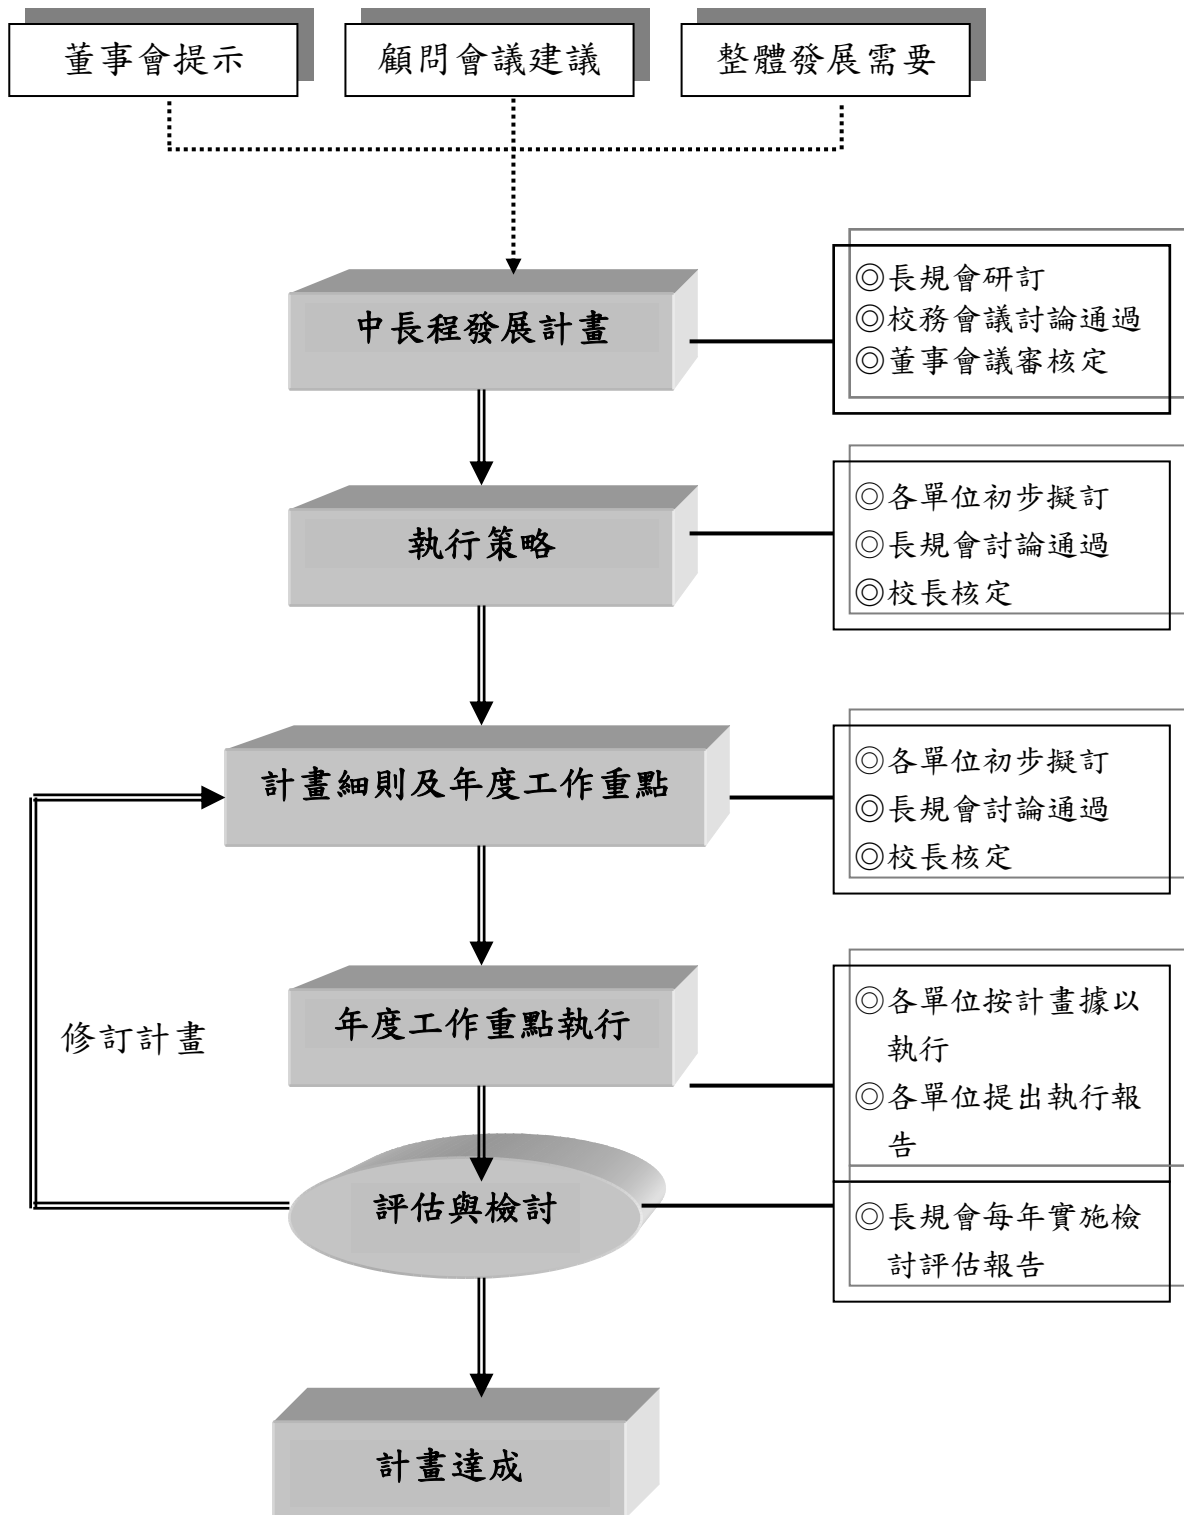 董事會提示
顧問會議建議
整體發展需要
中長程發展計畫
◎長規會研訂
◎校務會議討論通過
◎董事會議審核定
執行策略
◎各單位初步擬訂
◎長規會討論通過
◎校長核定
計畫細則及年度工作重點
◎各單位初步擬訂
◎長規會討論通過
◎校長核定
年度工作重點執行
◎各單位按計畫據以
執行
◎各單位提出執行報
告
修訂計畫
評估與檢討
◎長規會每年實施檢
討評估報告
計畫達成